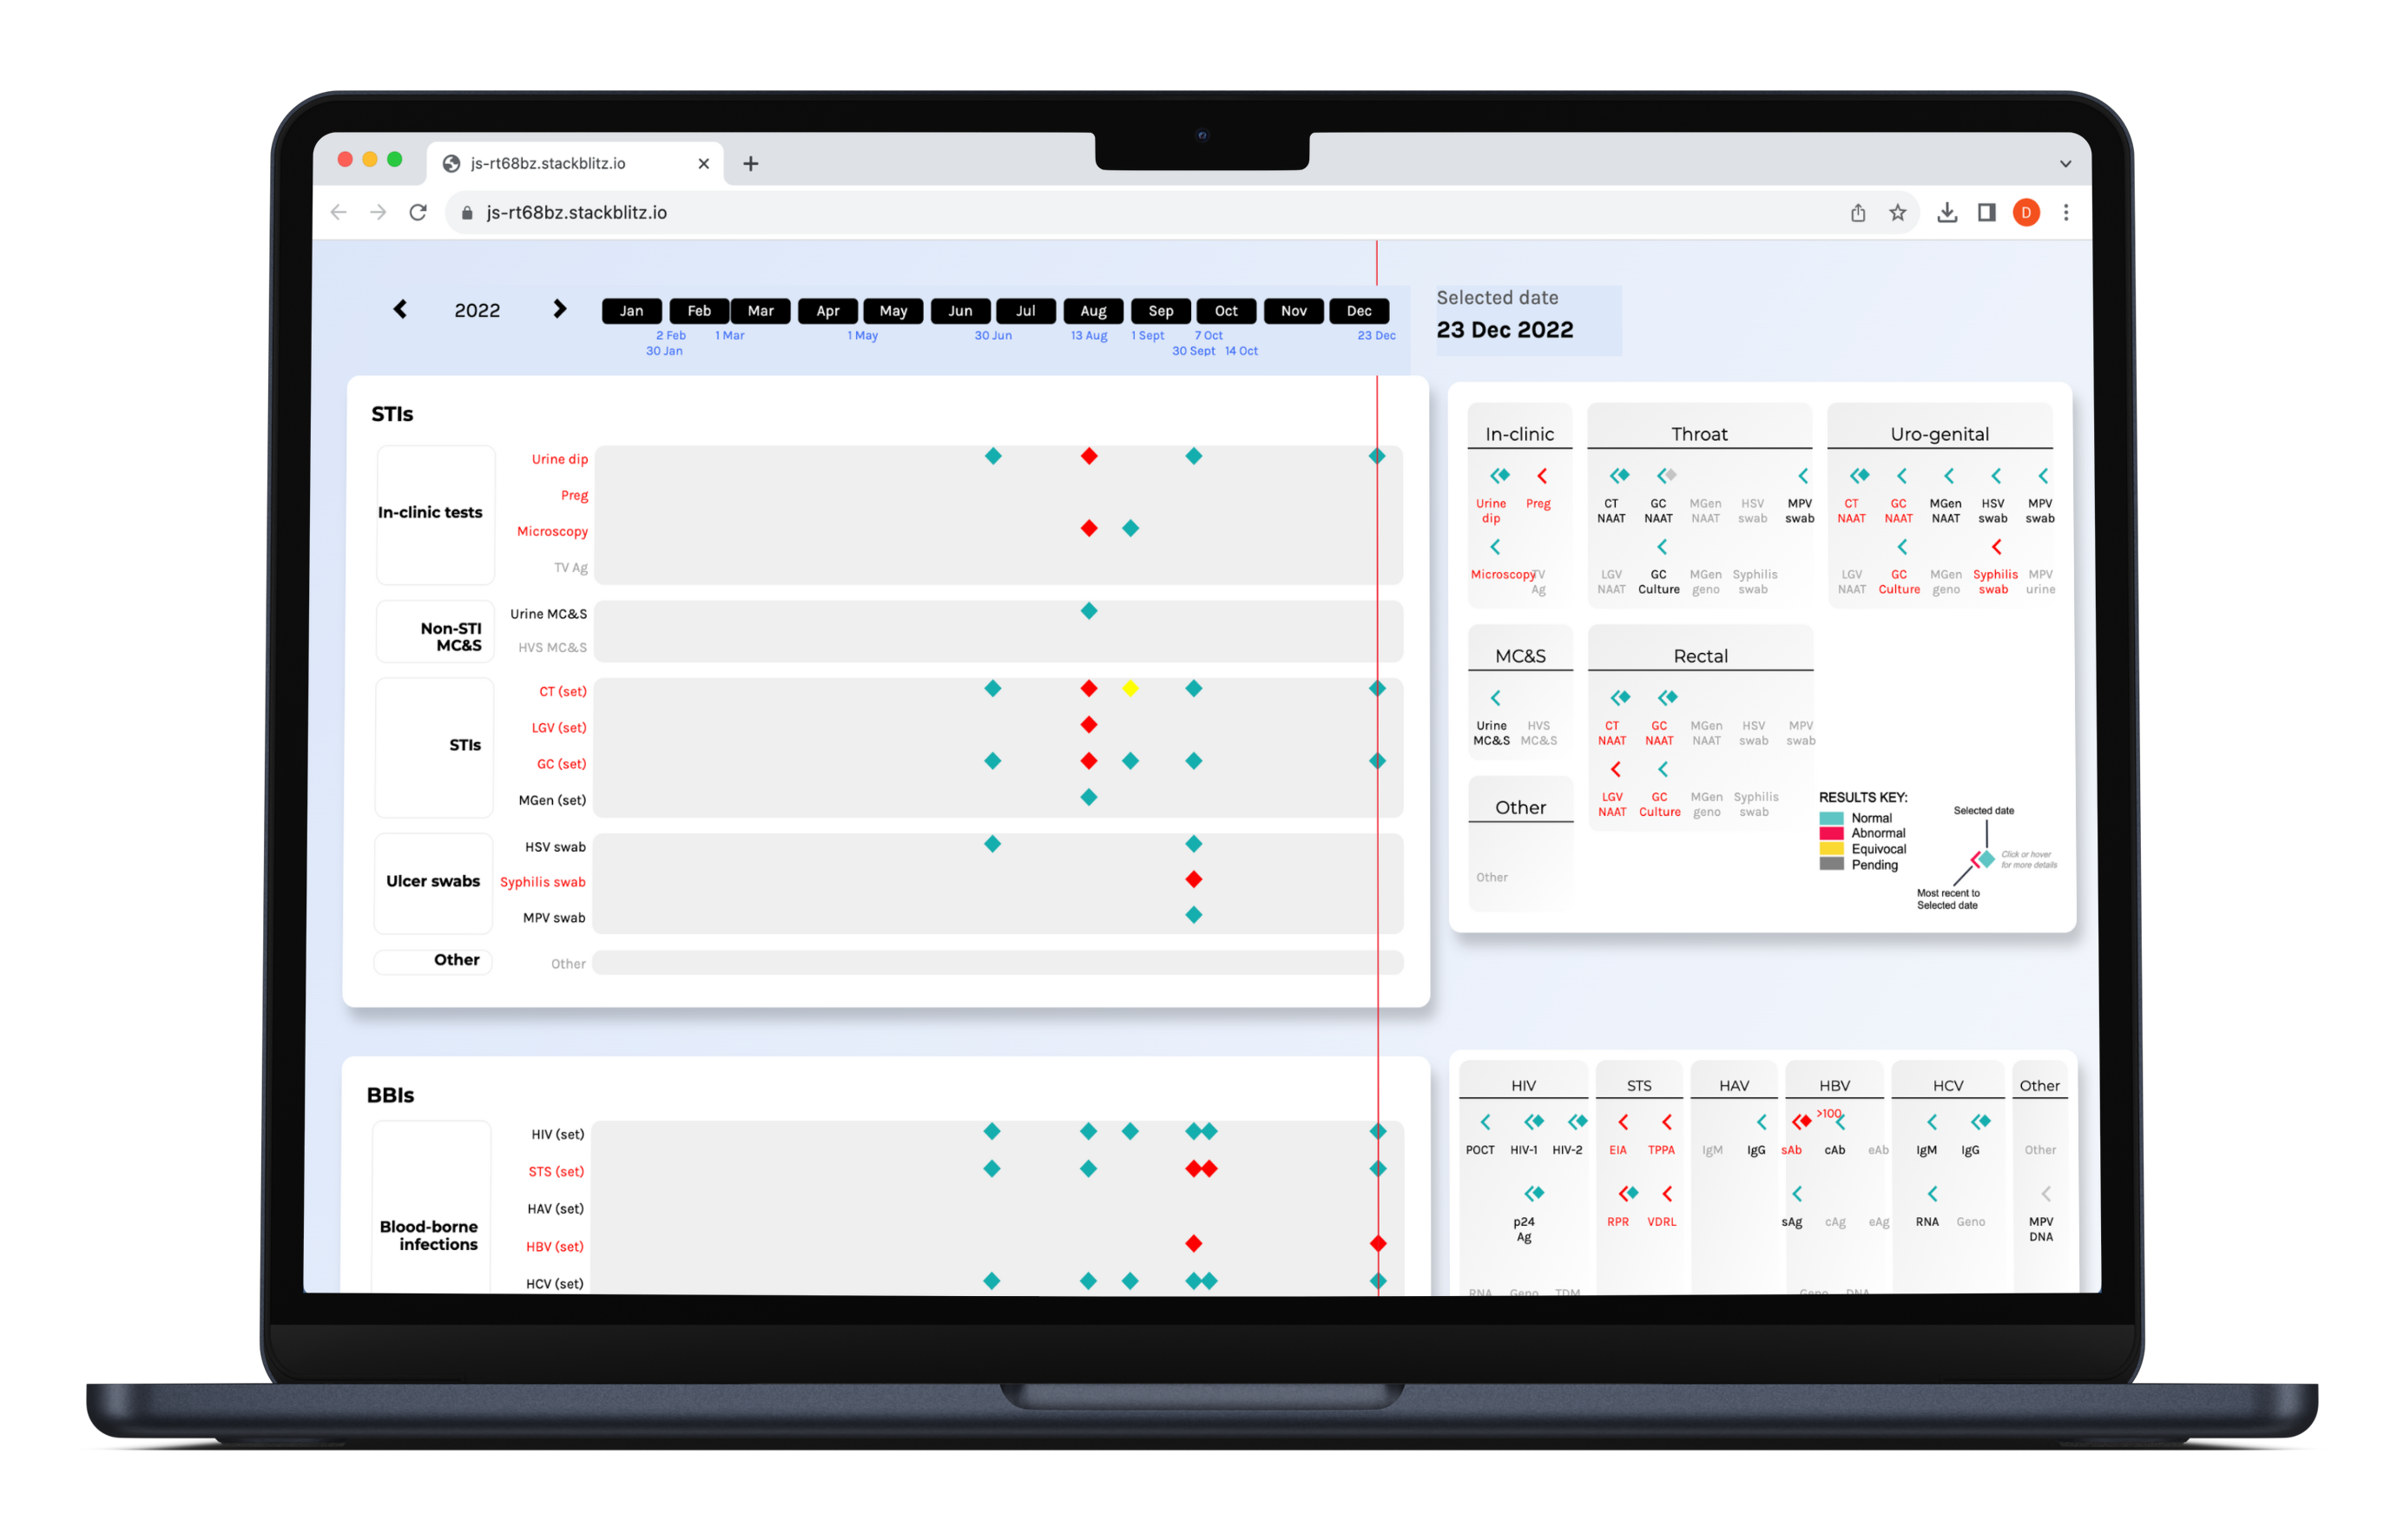 js-rt68bz.stackblitz.io
js-rt68bz.stackblitz.io
D
2022
Jan Feb Mar Apr May Jun Jul Aug Sep Oct Nov Dec
2 Feb 1 Mar 1 May 30 Jun 13 Aug 1 Sept 7 Oct 23 Dec
30 Jan 30 Sept 14 Oct
Selected date
23 Dec 2022
STIs
In-clinic tests
Urine dip
Preg
Microscopy
TV Ag
Non-STI
MC&S
Urine MC&S
HVS MC&S
STIs
CT (set)
LGV (set)
GC (set)
MGen (set)
Ulcer swabs
HSV swab
Syphilis swab
MPV swab
Other
Other
In-clinic
Urine Preg
dip
Microscopy TV
Ag
Throat
CT GC MGen HSV MPV
NAAT NAAT NAAT swab swab
LGV GC MGen Syphilis
NAAT Culture geno swab
Uro-genital
CT GC MGen HSV MPV
NAAT NAAT NAAT swab swab
LGV GC MGen Syphilis MPV
NAAT Culture geno swab urine
MC&S
Urine HVS
MC&S MC&S
Rectal
CT GC MGen HSV MPV
NAAT NAAT NAAT swab swab
LGV GC MGen Syphilis
NAAT Culture geno swab
Other
Other
RESULTS KEY:
Normal
Abnormal
Equivocal
Pending
Selected date
Click or hover
for more details
Most recent to
Selected date
BBIs
Blood-borne
infections
HIV (set)
STS (set)
HAV (set)
HBV (set)
HCV (set)
HIV
POCT HIV-1 HIV-2
p24
Ag
RNA Geno TDM
STS
EIA TPPA
RPR VDRL
HAV
IgM IgG
HBV
>100
sAb cAb eAb
sAg cAg eAg
Geno DNA
HCV
IgM IgG
RNA Geno
Other
Other
MPV
DNA